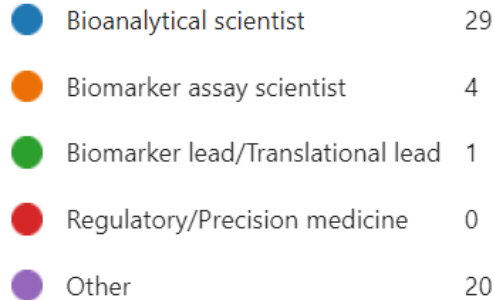 Bioanalytical scientist 29
Biomarker assay scientist 4
Biomarker lead/Translational lead 1
Regulatory/Precision medicine 0
Other 20